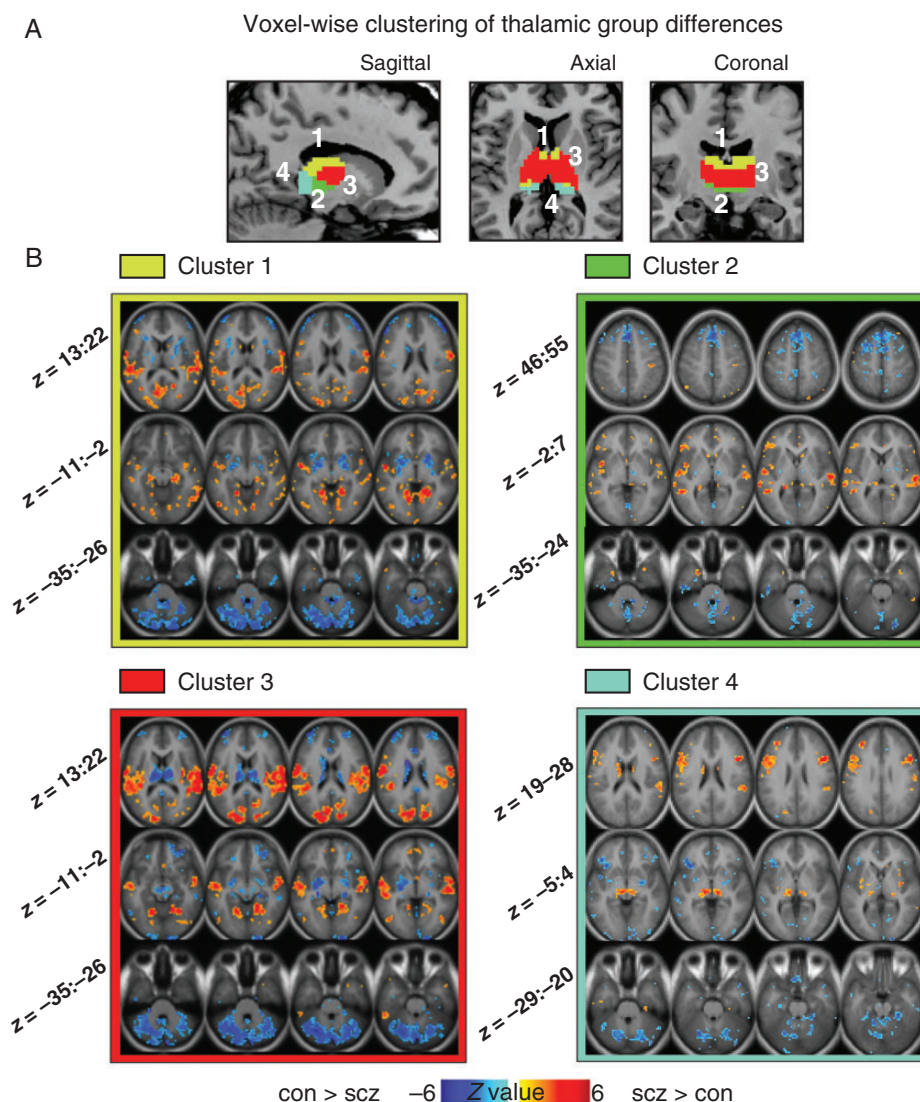 A
Voxel-wise clustering of thalamic group differences
Sagittal
Axial
Coronal
1
4
3
2
1
3
4
1
3
2
B
Cluster 1
z = 13:22
z = –11:–2
z = –35:–26
Cluster 2
z = 46:55
z = –2:7
z = –35:–24
Cluster 3
z = 13:22
z = –11:–2
z = –35:–26
Cluster 4
z = 19–28
z = –5:4
z = –29:–20
con > scz –6 Z value 6 scz > con